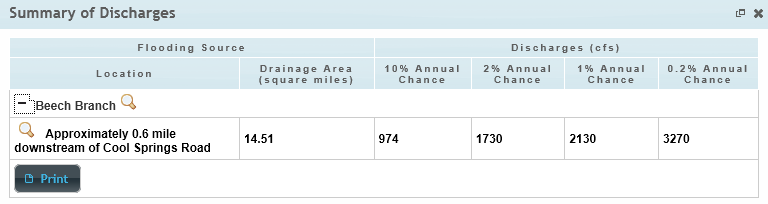 Summary of Discharges
Flooding Source
Discharges (cfs)
Location
Drainage Area
(square miles)
10% Annual
Chance
2% Annual
Chance
1% Annual
Chance
0.2% Annual
Chance
Beech Branch
Approximately 0.6 mile
downstream of Cool Springs Road
14.51
974
1730
2130
3270
Print